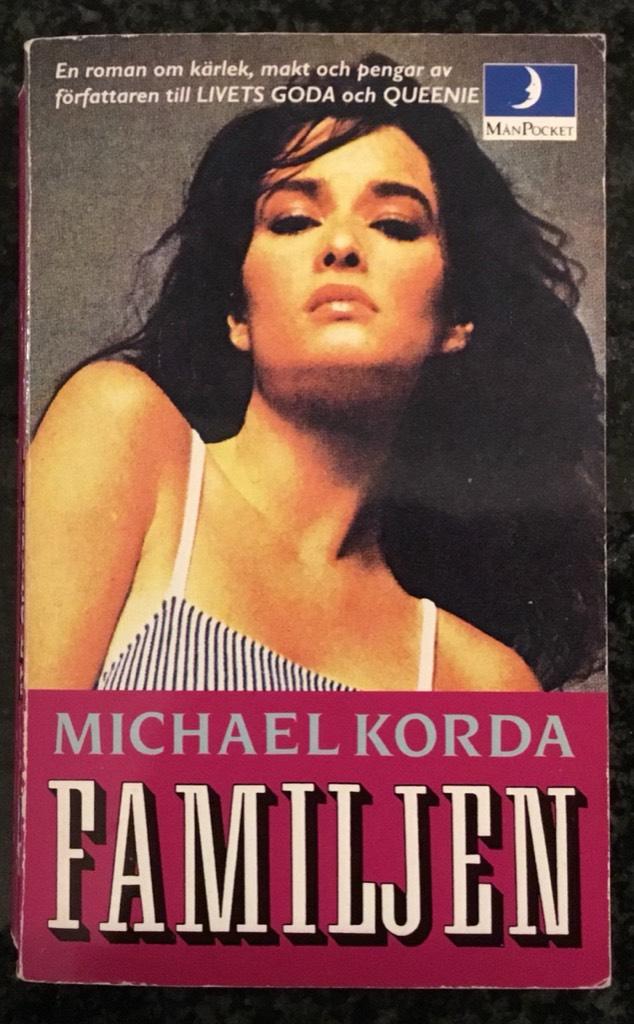 En roman om kärlek, makt och pengar av
författaren till LIVETS GODA och QUEENIE
MÅNPOCKET
MICHAEL KORDA
FAMILJEN